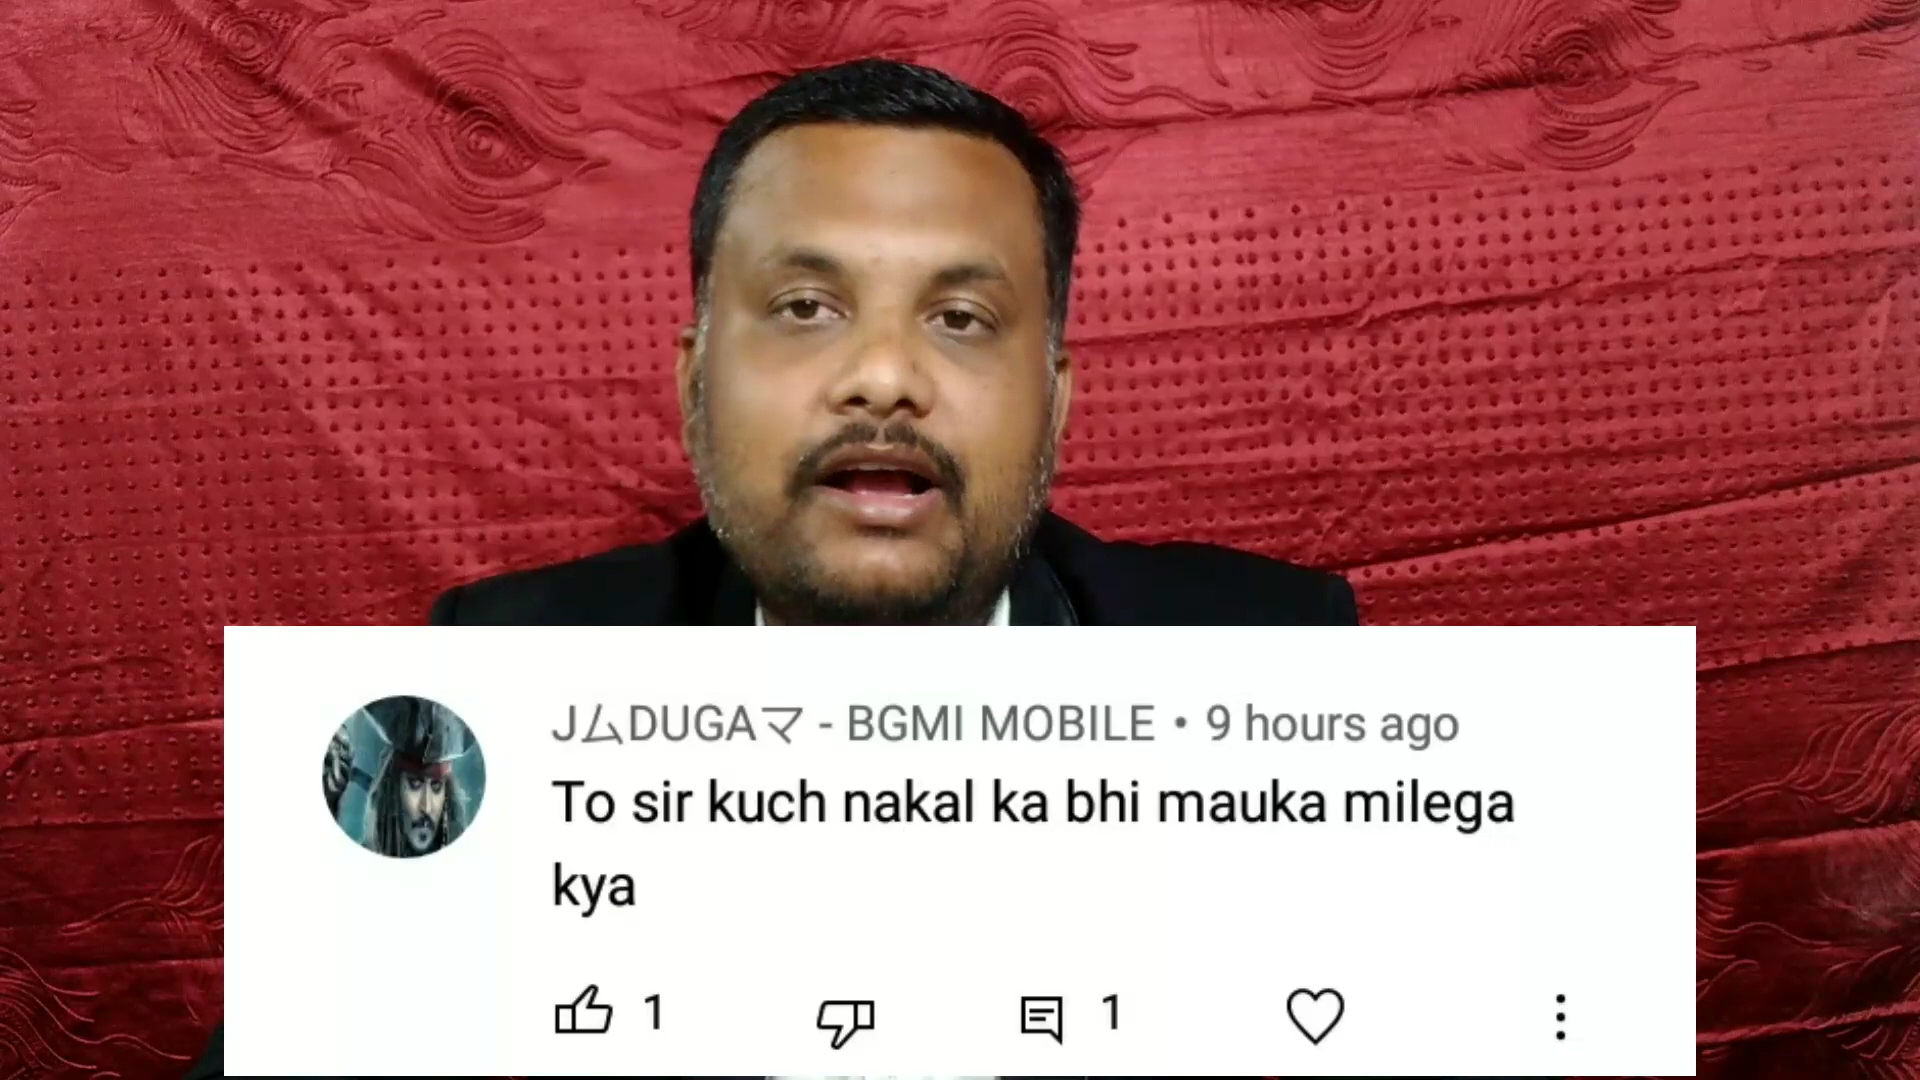 JムDUGAマ - BGMI MOBILE • 9 hours ago
To sir kuch nakal ka bhi mauka milega
kya
1 1